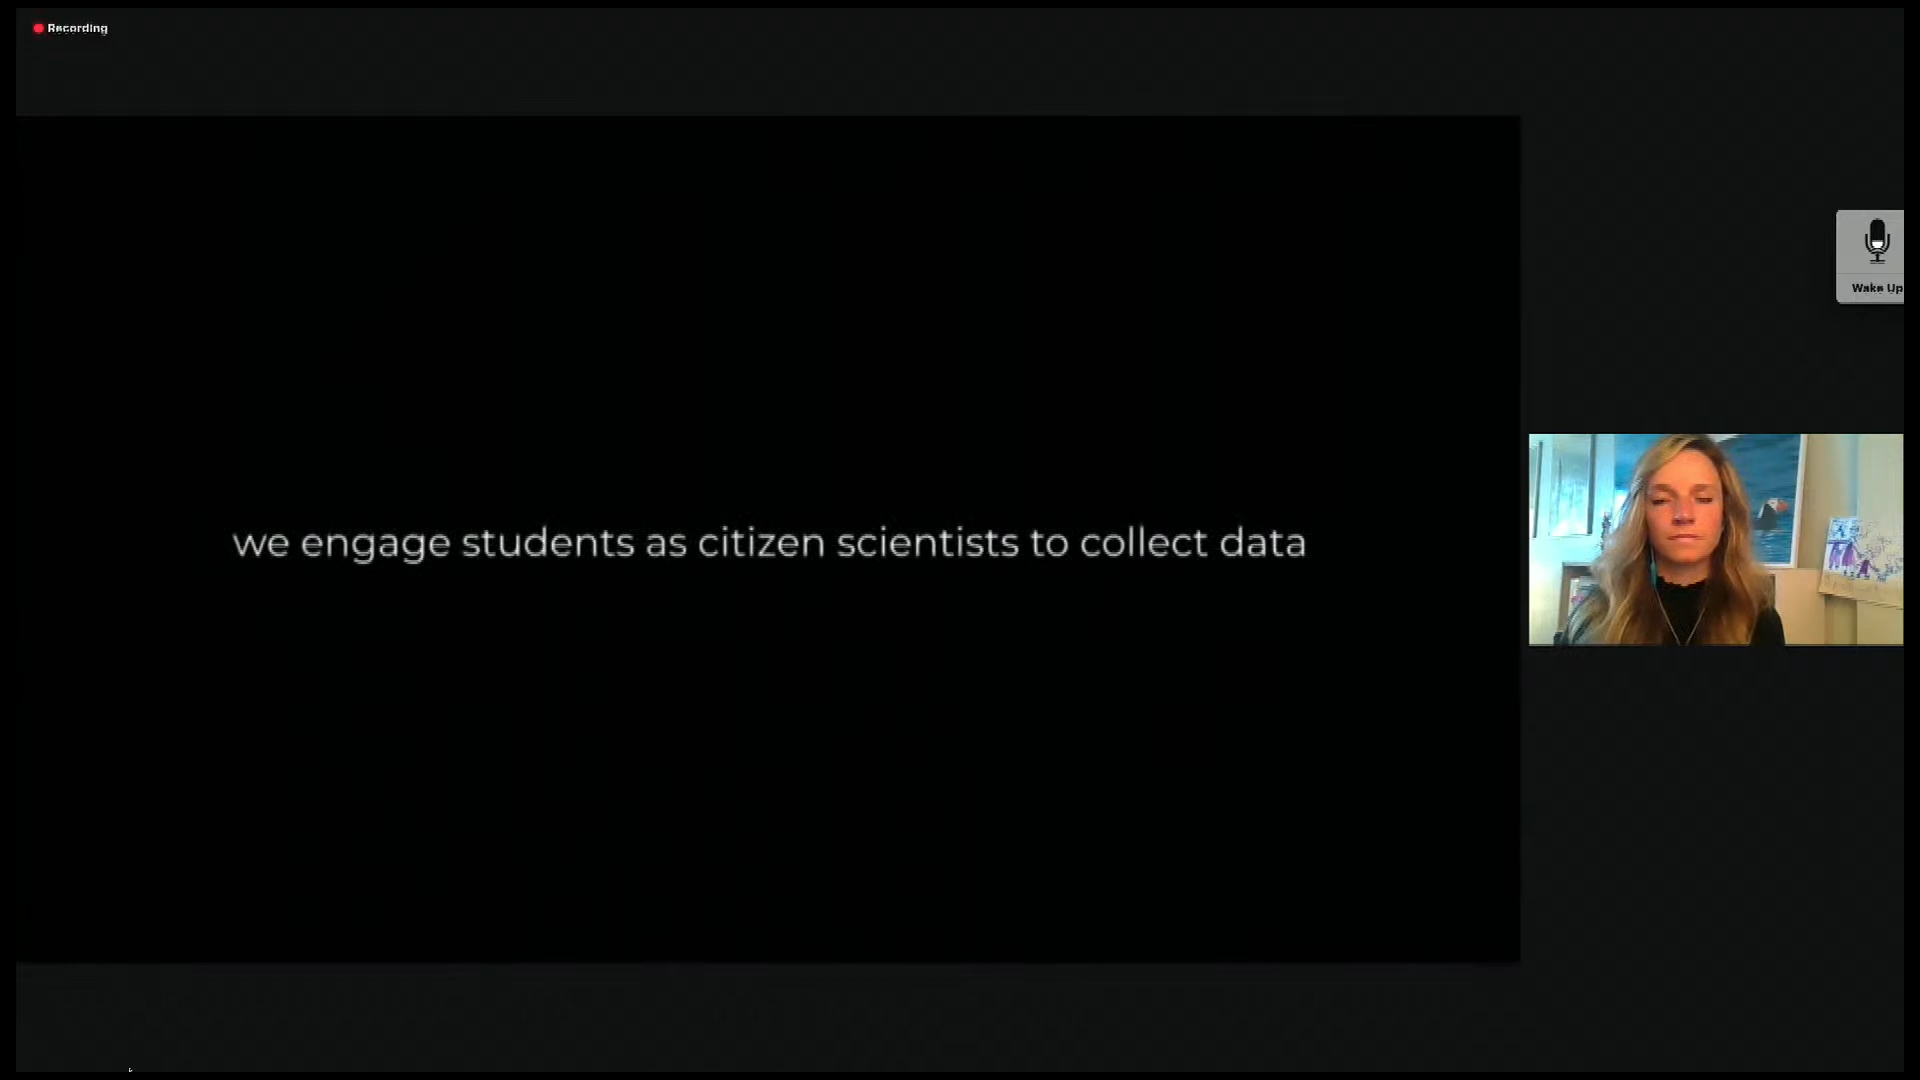 Recording
Wake Up
we engage students as citizen scientists to collect data